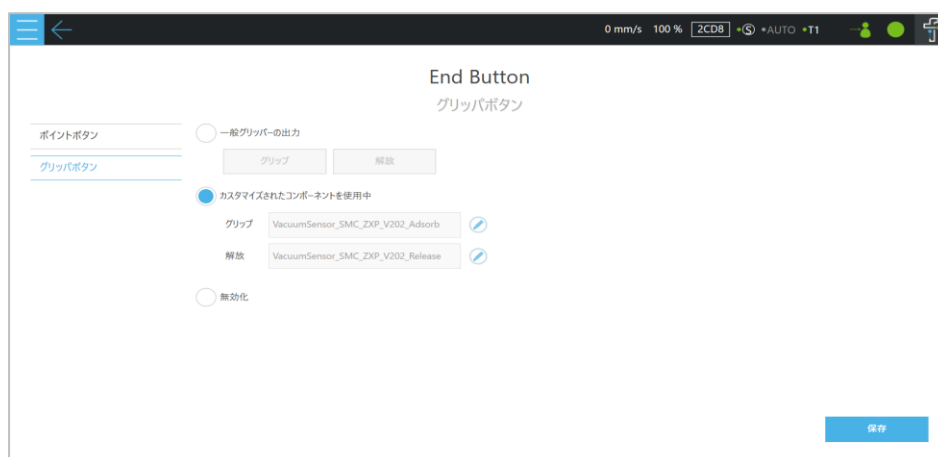 0 mm/s 100 % 2CD8 Ⓢ AUTO T1
End Button
グリッパボタン
ポイントボタン
グリッパボタン
一般グリッパーの出力
グリップ 解放
カスタマイズされたコンポーネントを使用中
グリップ VacuumSensor_SMC_ZXP_V202_Adsorb
解放 VacuumSensor_SMC_ZXP_V202_Release
無効化
保存